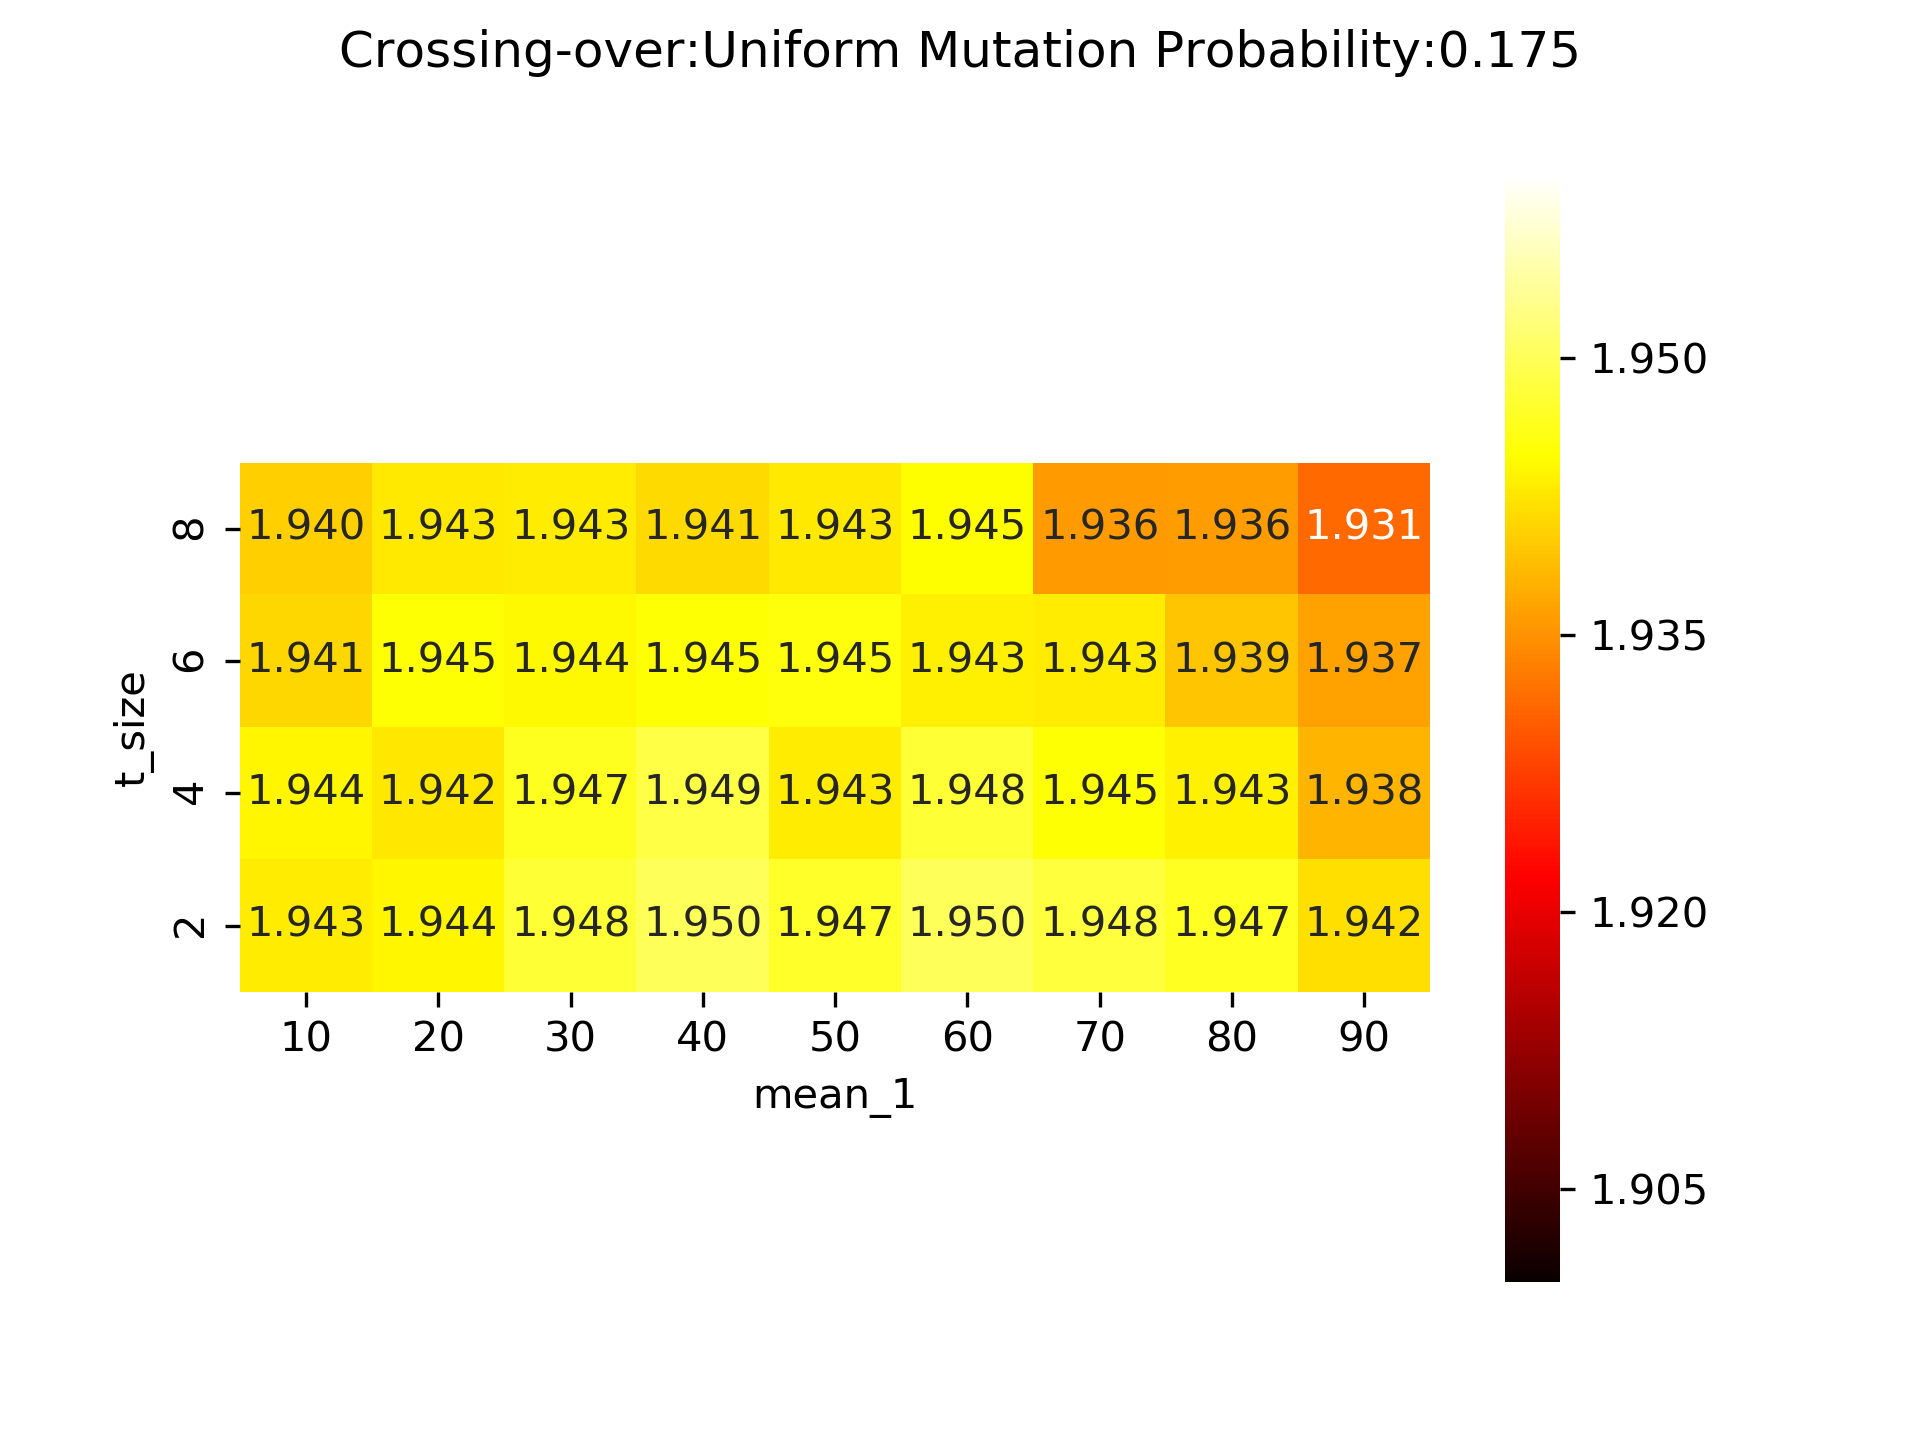 Crossing-over:Uniform Mutation Probability:0.175
1.950
1.935
1.920
1.905
t_size
8 1.940 1.943 1.943 1.941 1.943 1.945 1.936 1.936 1.931
6 1.941 1.945 1.944 1.945 1.945 1.943 1.943 1.939 1.937
4 1.944 1.942 1.947 1.949 1.943 1.948 1.945 1.943 1.938
2 1.943 1.944 1.948 1.950 1.947 1.950 1.948 1.947 1.942
10 20 30 40 50 60 70 80 90
mean_1